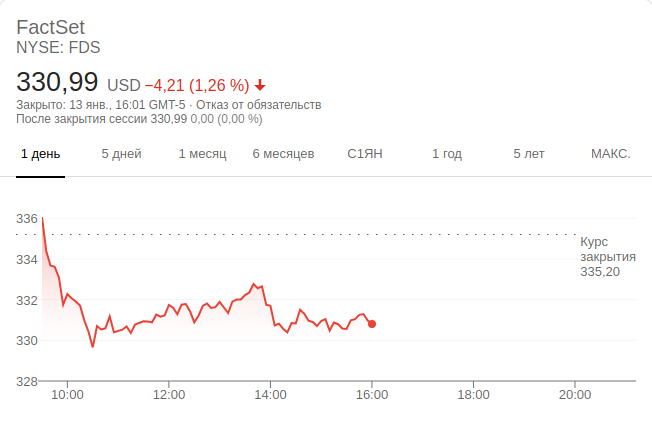 FactSet
NYSE: FDS
330,99 USD −4,21 (1,26 %)
Закрыто: 13 янв., 16:01 GMT-5 · Отказ от обязательств
После закрытия сессии 330,99 0,00 (0,00 %)
1 день 5 дней 1 месяц 6 месяцев С1ЯН 1 год 5 лет МАКС.
336
Курс
закрытия
335,20
334
332
330
328
10:00 12:00 14:00 16:00 18:00 20:00